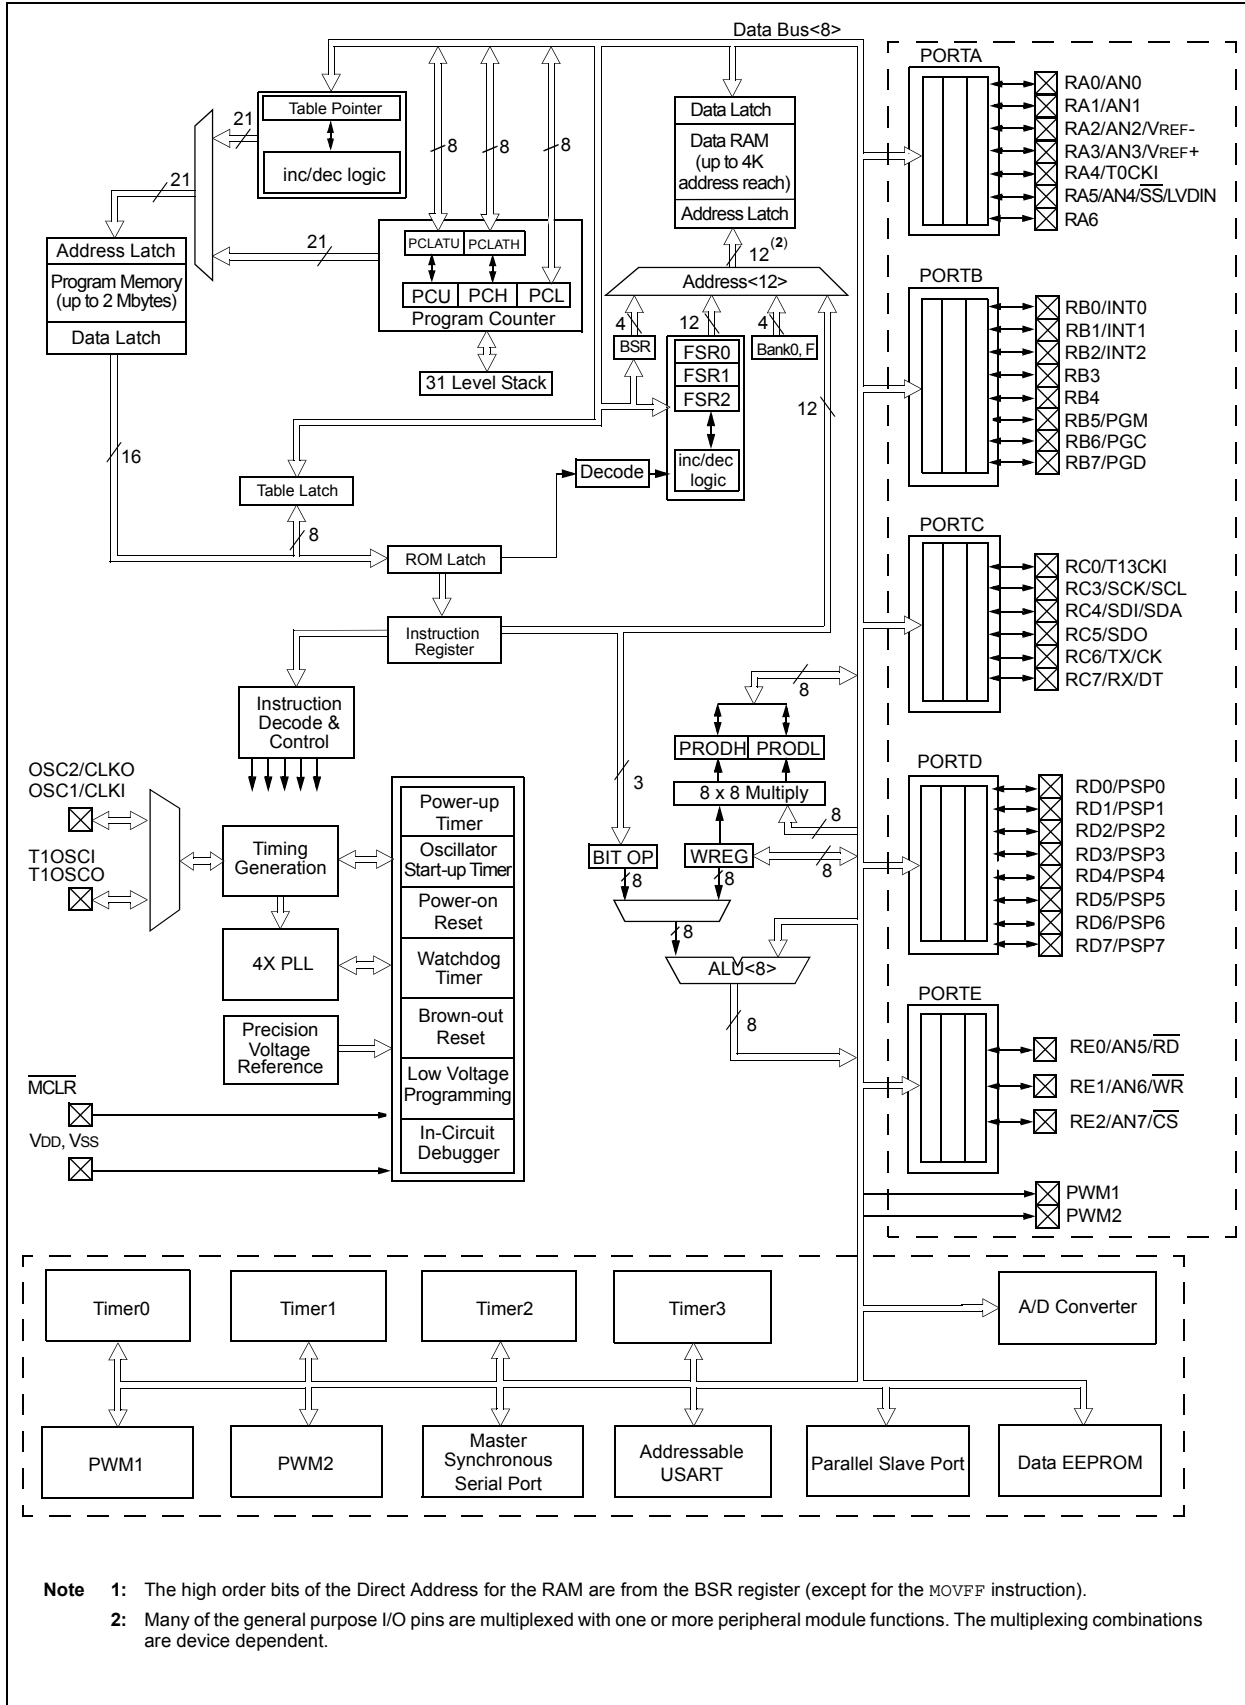 Data Bus<8>
21
Table Pointer
inc/dec logic
21
8
8
8
Data Latch
Data RAM
(up to 4K
address reach)
Address Latch
12(2)
Address<12>
Address Latch
Program Memory
(up to 2 Mbytes)
Data Latch
21
PCLATU
PCLATH
PCU
PCH
PCL
Program Counter
31 Level Stack
4
BSR
12
FSR0
FSR1
FSR2
inc/dec
logic
4
Bank0, F
12
16
Table Latch
8
Decode
ROM Latch
Instruction
Register
Instruction
Decode &
Control
OSC2/CLKO
OSC1/CLKI
T1OSCI
T1OSCO
Timing
Generation
4X PLL
Precision
Voltage
Reference
MCLR
VDD, VSS
Power-up
Timer
Oscillator
Start-up Timer
Power-on
Reset
Watchdog
Timer
Brown-out
Reset
Low Voltage
Programming
In-Circuit
Debugger
3
8
PRODH
PRODL
8 x 8 Multiply
8
BIT OP
WREG
8
8
8
8
ALU<8>
8
PORTA
RA0/AN0
RA1/AN1
RA2/AN2/VREF-
RA3/AN3/VREF+
RA4/T0CKI
RA5/AN4/SS/LVDIN
RA6
PORTB
RB0/INT0
RB1/INT1
RB2/INT2
RB3
RB4
RB5/PGM
RB6/PGC
RB7/PGD
PORTC
RC0/T13CKI
RC3/SCK/SCL
RC4/SDI/SDA
RC5/SDO
RC6/TX/CK
RC7/RX/DT
PORTD
RD0/PSP0
RD1/PSP1
RD2/PSP2
RD3/PSP3
RD4/PSP4
RD5/PSP5
RD6/PSP6
RD7/PSP7
PORTE
RE0/AN5/RD
RE1/AN6/WR
RE2/AN7/CS
PWM1
PWM2
Timer0
Timer1
Timer2
Timer3
A/D Converter
PWM1
PWM2
Master
Synchronous
Serial Port
Addressable
USART
Parallel Slave Port
Data EEPROM
Note 1: The high order bits of the Direct Address for the RAM are from the BSR register (except for the MOVFF instruction).
2: Many of the general purpose I/O pins are multiplexed with one or more peripheral module functions. The multiplexing combinations
are device dependent.